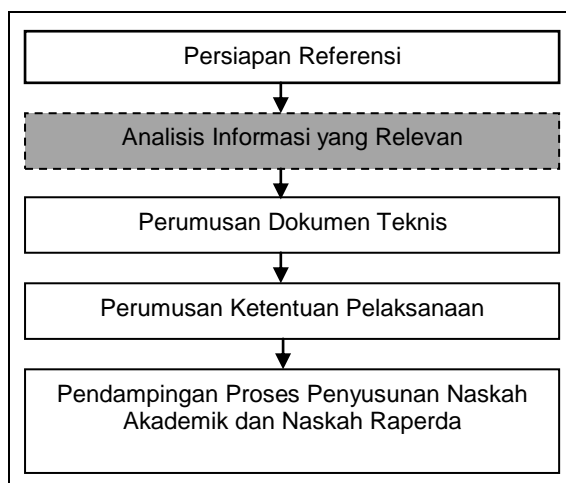 Persiapan Referensi
Analisis Informasi yang Relevan
Perumusan Dokumen Teknis
Perumusan Ketentuan Pelaksanaan
Pendampingan Proses Penyusunan Naskah
Akademik dan Naskah Raperda